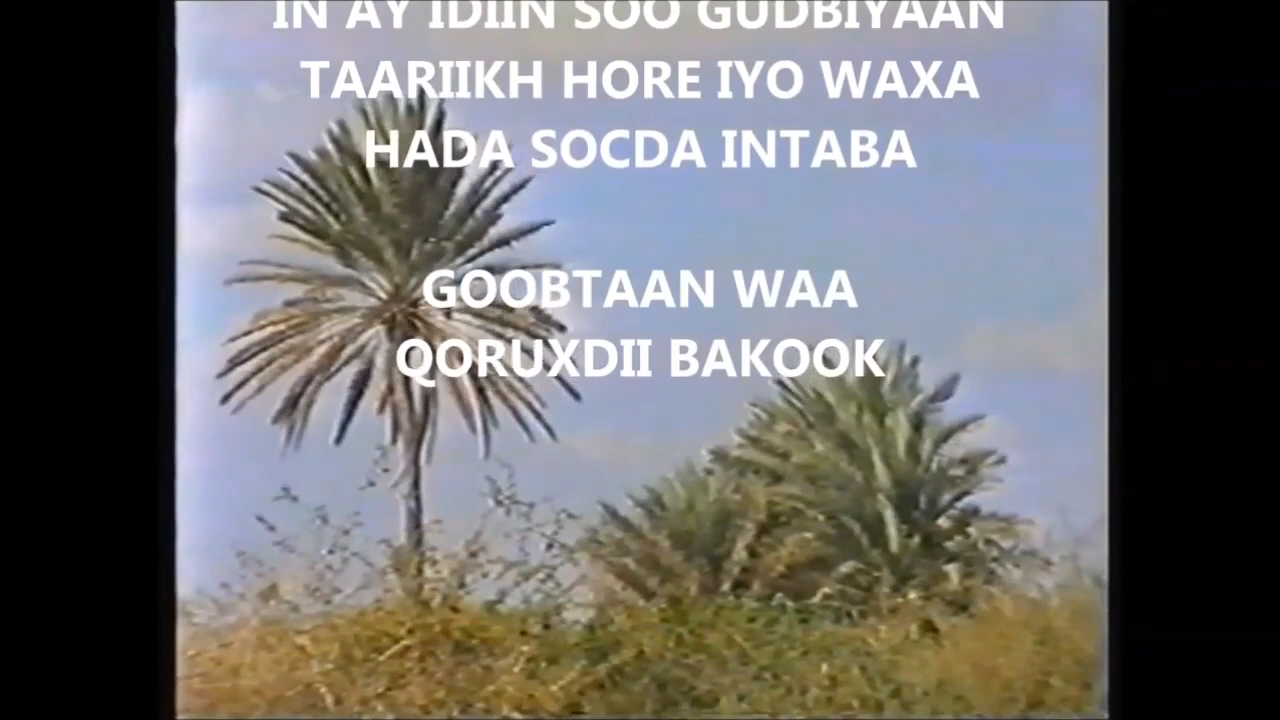 IN AY IDIIN SOO GUDBIYAAN
TAARIIKH HORE IYO WAXA
HADA SOCDA INTABA
GOOBTAAN WAA
QORUXDII BAKOOK